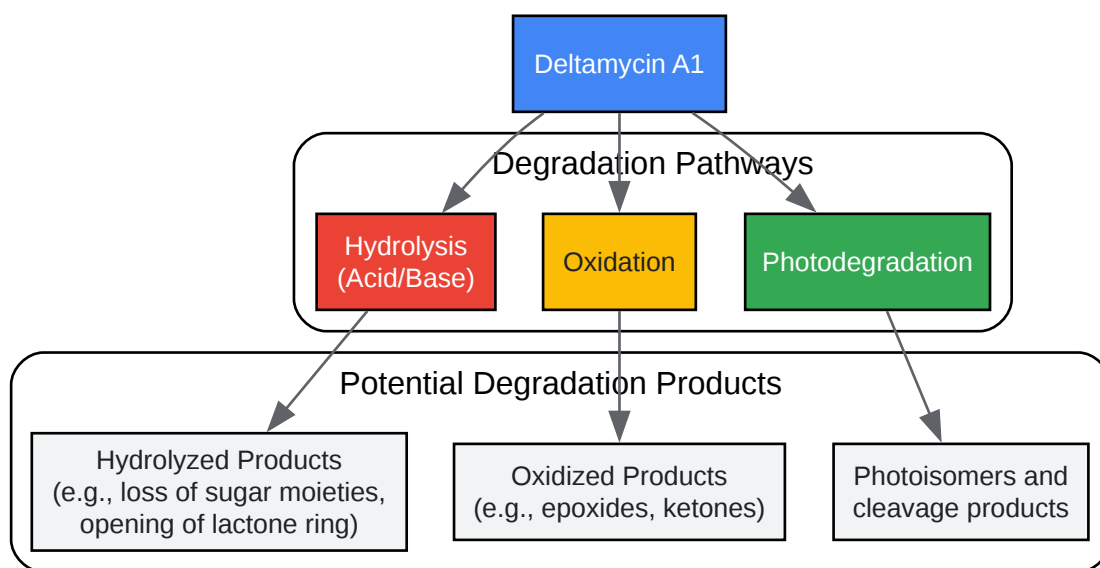 Deltamycin A1
Degradation Pathways
Hydrolysis
(Acid/Base)
Oxidation
Photodegradation
Potential Degradation Products
Hydrolyzed Products
(e.g., loss of sugar moieties,
opening of lactone ring)
Oxidized Products
(e.g., epoxides, ketones)
Photoisomers and
cleavage products